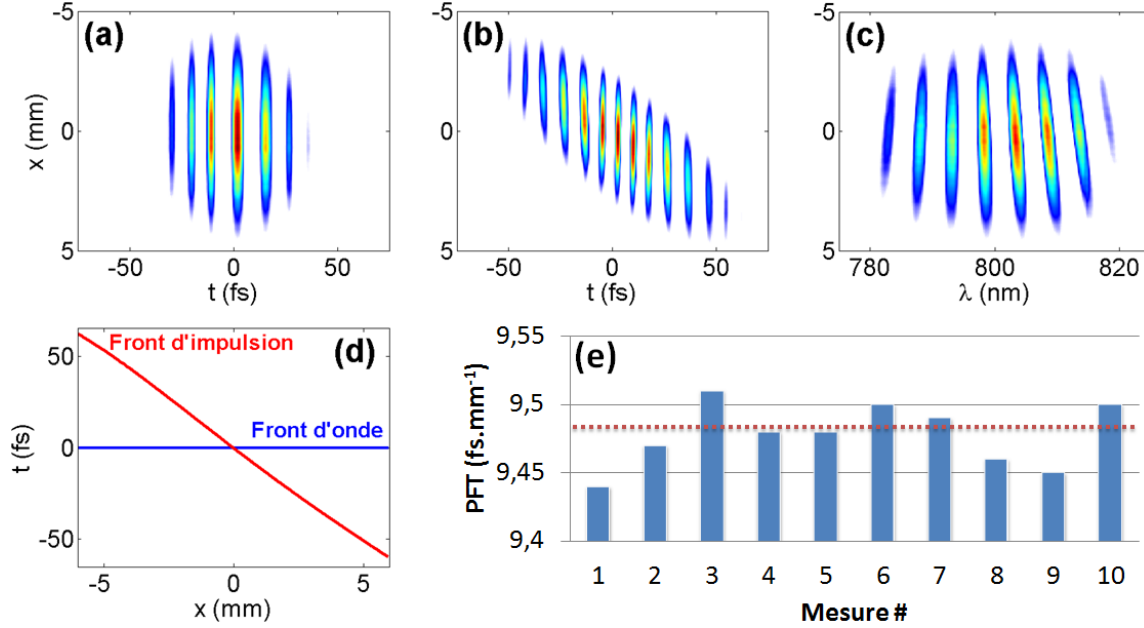 (a)
-5
0
5
x (mm)
-50
0
50
t (fs)
(b)
-5
0
5
-50
0
50
t (fs)
(c)
-5
0
5
780
800
820
λ (nm)
(d)
Front d'impulsion
Front d'onde
50
0
-50
t (fs)
-5
0
5
x (mm)
(e)
9,55
9,5
9,45
9,4
PFT (fs.mm⁻¹)
1 2 3 4 5 6 7 8 9 10
Mesure #